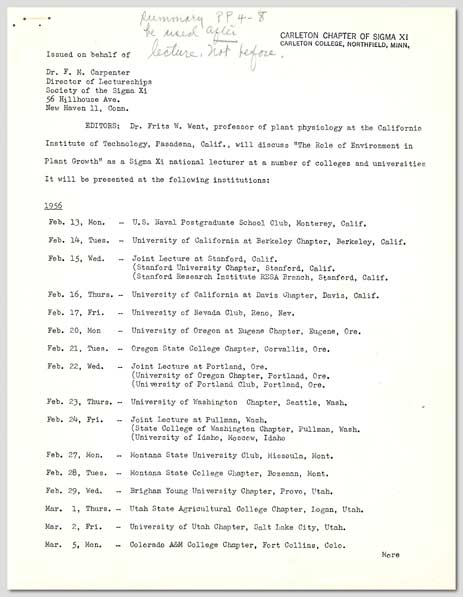 Summary PP 4-8
be used after
lecture, not before.
CARLETON CHAPTER OF SIGMA XI
CARLETON COLLEGE, NORTHFIELD, MINN,
Issued on behalf of
Dr. F. M. Carpenter
Director of Lectureships
Society of the Sigma Xi
56 Hillhouse Ave.
New Haven 11, Conn.
EDITORS: Dr. Frits W. Went, professor of plant physiology at the California
Institute of Technology, Pasadena, Calif., will discuss "The Role of Environment in
Plant Growth" as a Sigma Xi national lecturer at a number of colleges and universities
It will be presented at the following institutions:
1956
Feb. 13, Mon. -- U.S. Naval Postgraduate School Club, Monterey, Calif.
Feb. 14, Tues. -- University of California at Berkeley Chapter, Berkeley, Calif.
Feb. 15, Wed. -- Joint Lecture at Stanford, Calif.
(Stanford University Chapter, Stanford, Calif.
(Stanford Research Institute RESA Branch, Stanford, Calif.
Feb. 16, Thurs. -- University of California at Davis Chapter, Davis, Calif.
Feb. 17, Fri. -- University of Nevada Club, Reno, Nev.
Feb. 20, Mon -- University of Oregon at Eugene Chapter, Eugene, Ore.
Feb. 21, Tues. -- Oregon State College Chapter, Corvallis, Ore.
Feb. 22, Wed. -- Joint Lecture at Portland, Ore.
(University of Oregon Chapter, Portland, Ore.
(University of Portland Club, Portland, Ore.
Feb. 23, Thurs. -- University of Washington Chapter, Seattle, Wash.
Feb. 24, Fri. -- Joint Lecture at Pullman, Wash.
(State College of Washington Chapter, Pullman, Wash.
(University of Idaho, Moscow, Idaho
Feb. 27, Mon. -- Montana State University Club, Missoula, Mont.
Feb. 28, Tues. -- Montana State College Chapter, Boseman, Mont.
Feb. 29, Wed. -- Brigham Young University Chapter, Provo, Utah.
Mar. 1, Thurs. -- Utah State Agricultural College Chapter, Logan, Utah.
Mar. 2, Fri. -- University of Utah Chapter, Salt Lake City, Utah.
Mar. 5, Mon. -- Colorado A&M College Chapter, Fort Collins, Colo.
More